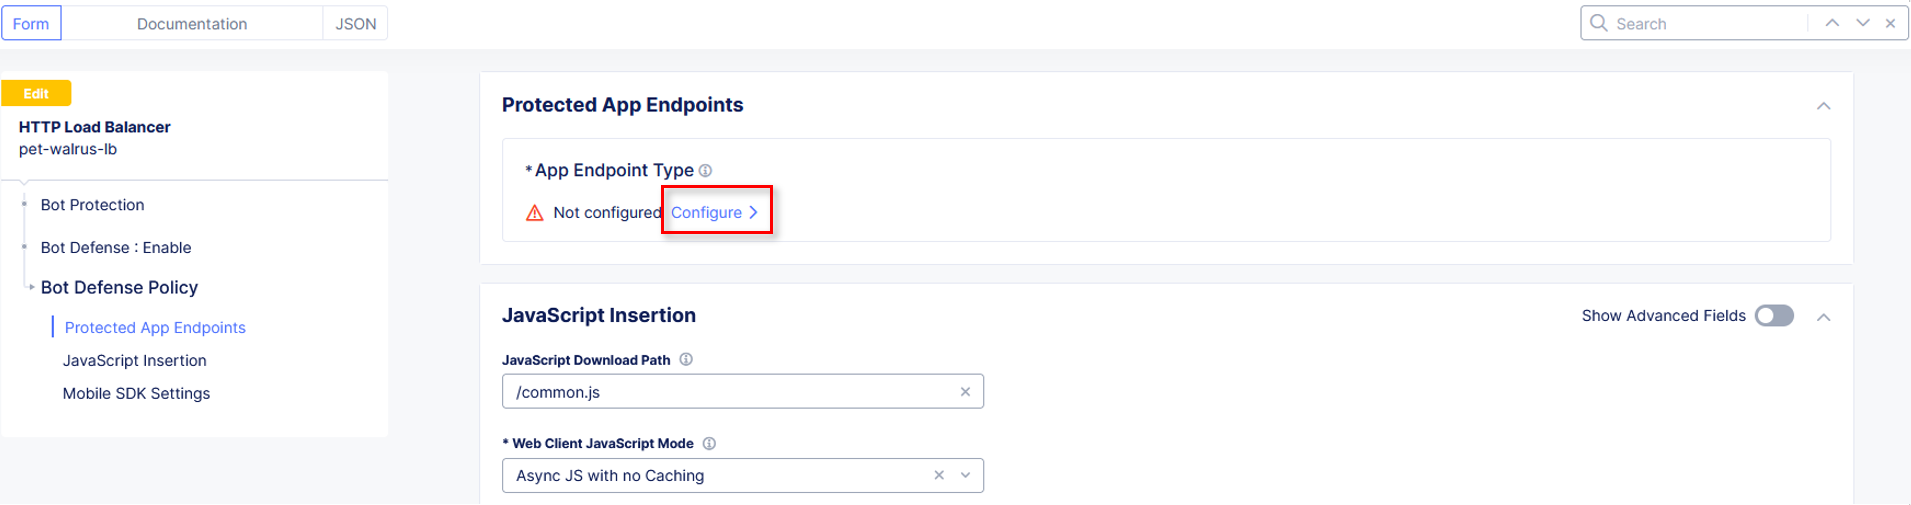 Form
Documentation
JSON
Search
Edit
HTTP Load Balancer
pet-walrus-lb
Bot Protection
Bot Defense : Enable
Bot Defense Policy
Protected App Endpoints
JavaScript Insertion
Mobile SDK Settings
Protected App Endpoints
* App Endpoint Type
Not configured Configure
JavaScript Insertion
Show Advanced Fields
JavaScript Download Path
/common.js
* Web Client JavaScript Mode
Async JS with no Caching